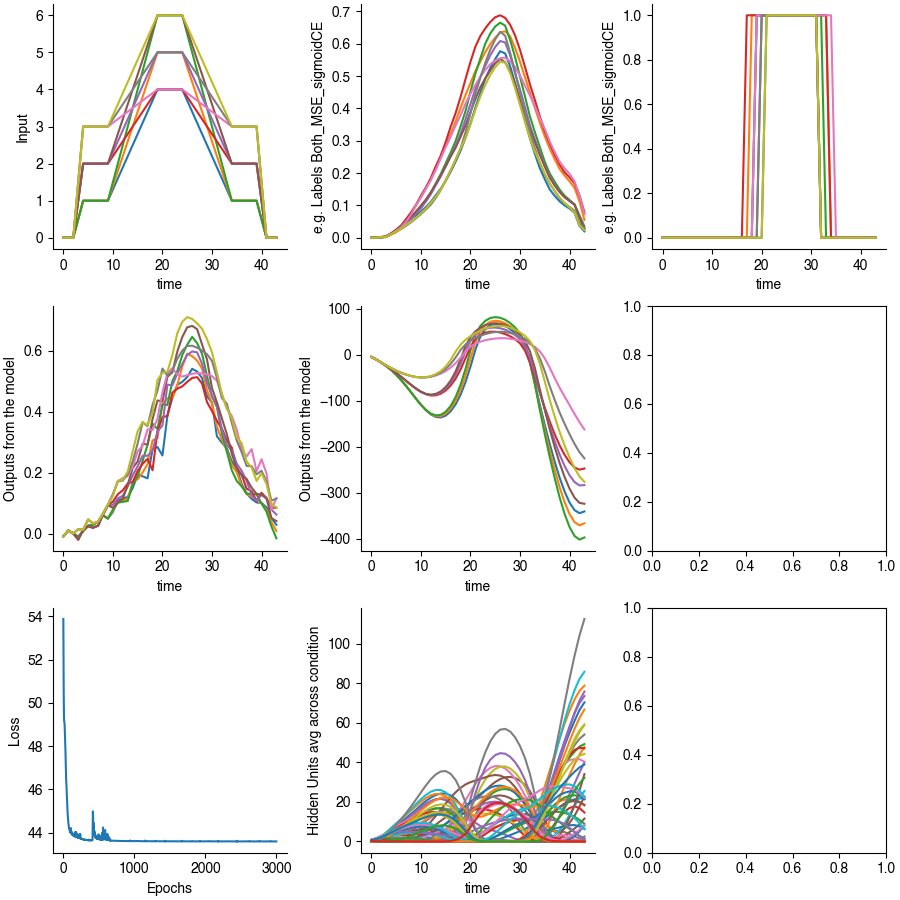 Input
6
5
4
3
2
1
0
0 10 20 30 40
time
e.g. Labels Both_MSE_sigmoidCE
0.7
0.6
0.5
0.4
0.3
0.2
0.1
0.0
0 10 20 30 40
time
e.g. Labels Both_MSE_sigmoidCE
1.0
0.8
0.6
0.4
0.2
0.0
0 10 20 30 40
time
Outputs from the model
0.6
0.4
0.2
0.0
0 10 20 30 40
time
Outputs from the model
100
0
−100
−200
−300
−400
0 10 20 30 40
time
1.0
0.8
0.6
0.4
0.2
0.0
0.0 0.2 0.4 0.6 0.8 1.0
Loss
54
52
50
48
46
44
0 1000 2000 3000
Epochs
Hidden Units avg across condition
100
80
60
40
20
0
0 10 20 30 40
time
1.0
0.8
0.6
0.4
0.2
0.0
0.0 0.2 0.4 0.6 0.8 1.0